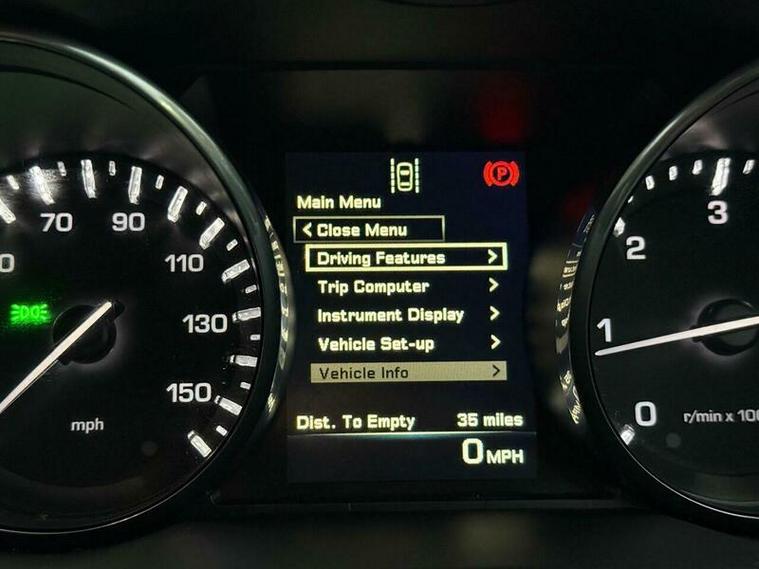 70
90
110
130
150
mph
P
Main Menu
< Close Menu
Driving Features >
Trip Computer >
Instrument Display >
Vehicle Set-up >
Vehicle Info >
Dist. To Empty 35 miles
0 MPH
3
2
1
0
r/min x 100